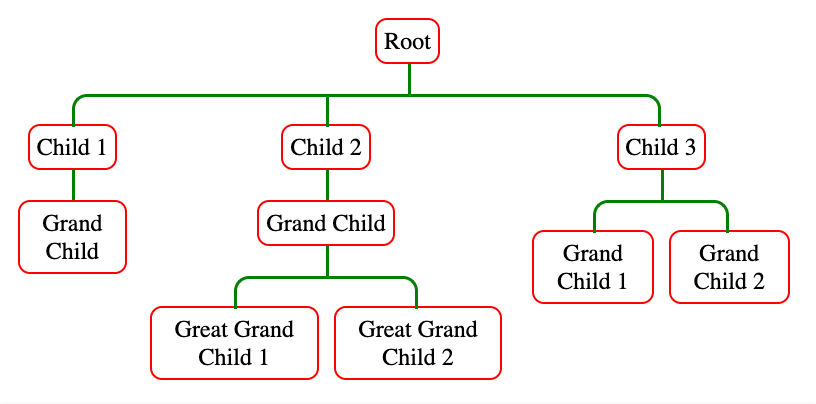 Root
Child 1
Child 2
Child 3
Grand
Child
Grand Child
Grand
Child 1
Grand
Child 2
Great Grand
Child 1
Great Grand
Child 2